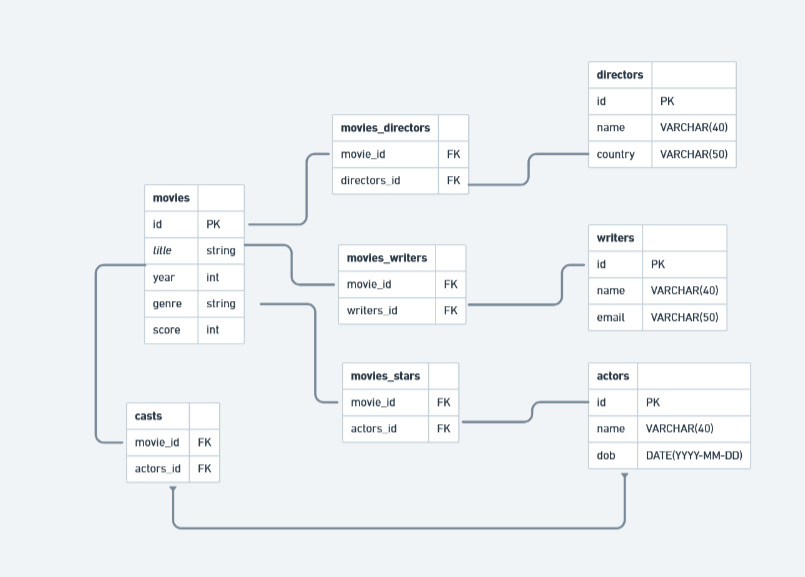 directors
id PK
name VARCHAR(40)
country VARCHAR(50)
movies_directors
movie_id FK
directors_id FK
movies
id PK
title string
year int
genre string
score int
movies_writers
movie_id FK
writers_id FK
writers
id PK
name VARCHAR(40)
email VARCHAR(50)
movies_stars
movie_id FK
actors_id FK
actors
id PK
name VARCHAR(40)
dob DATE(YYYY-MM-DD)
casts
movie_id FK
actors_id FK